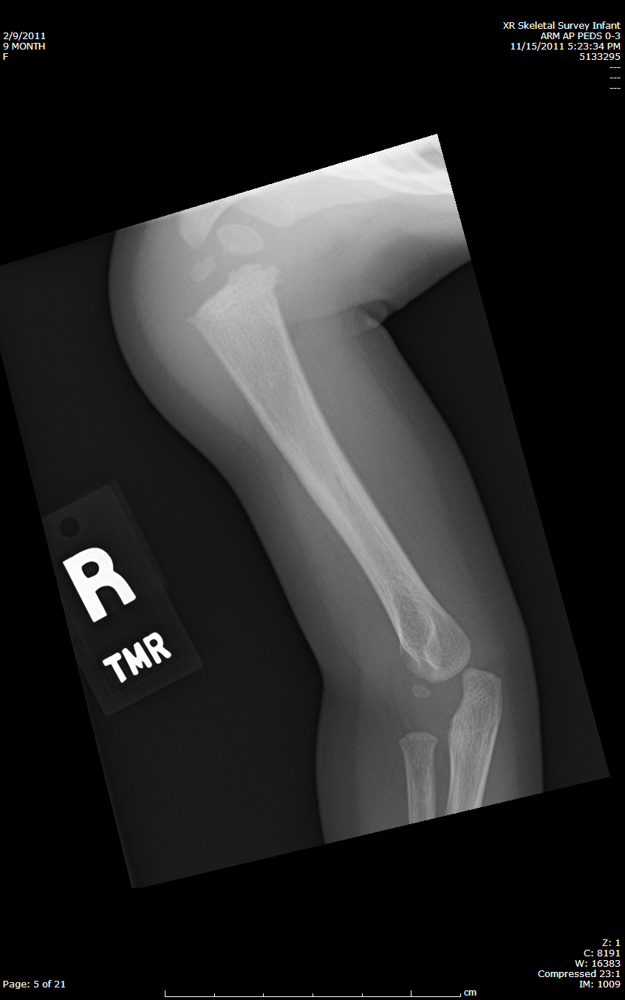 2/9/2011
9 MONTH
F
XR Skeletal Survey Infant
ARM AP PEDS 0-3
11/15/2011 5:23:34 PM
5133295
---
---
---
R
TMR
Z: 1
C: 8191
W: 16383
Compressed 23:1
IM: 1009
Page: 5 of 21
cm